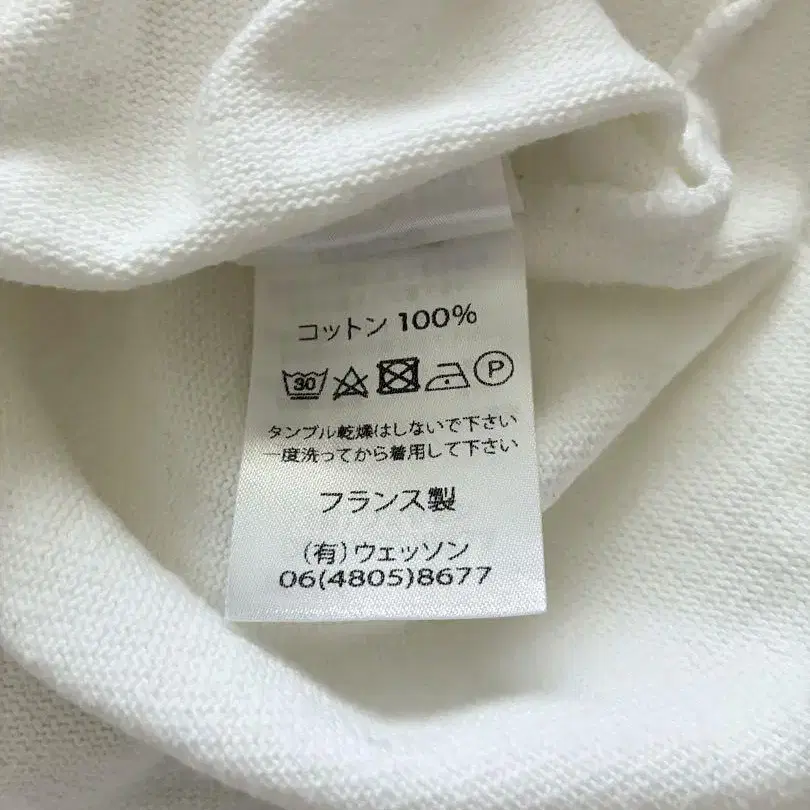 コットン 100%
30 P
タンブル乾燥はしないで下さい
一度洗ってから着用して下さい
フランス製
(有)ウェッソン
06(4805)8677